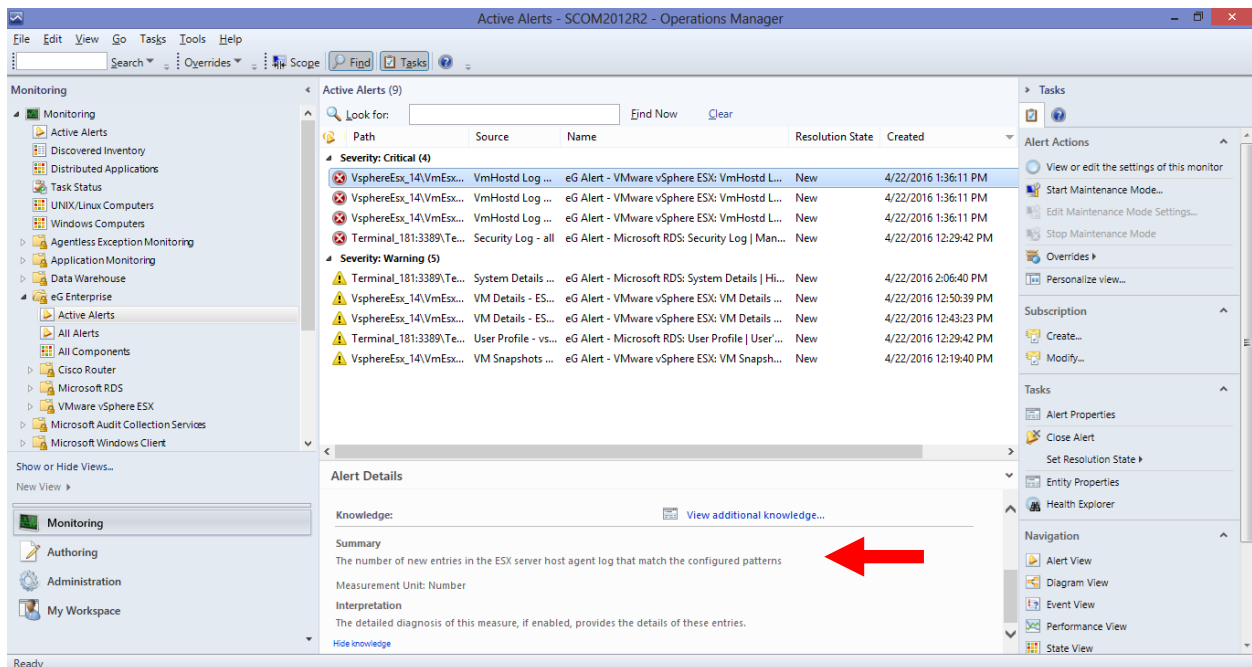 Active Alerts - SCOM2012R2 - Operations Manager
File Edit View Go Tasks Tools Help
Search Overrides Scope Find Tasks
Monitoring
Monitoring
Active Alerts
Discovered Inventory
Distributed Applications
Task Status
UNIX/Linux Computers
Windows Computers
Agentless Exception Monitoring
Application Monitoring
Data Warehouse
eG Enterprise
Active Alerts
All Alerts
All Components
Cisco Router
Microsoft RDS
VMware vSphere ESX
Microsoft Audit Collection Services
Microsoft Windows Client
Show or Hide Views...
New View
Monitoring
Authoring
Administration
My Workspace
Ready
Active Alerts (9)
Look for: Find Now Clear
Path Source Name Resolution State Created
Severity: Critical (4)
VsphereEsx_14\VmEsx... VmHostd Log ... eG Alert - VMware vSphere ESX: VmHostd L... New 4/22/2016 1:36:11 PM
VsphereEsx_14\VmEsx... VmHostd Log ... eG Alert - VMware vSphere ESX: VmHostd L... New 4/22/2016 1:36:11 PM
VsphereEsx_14\VmEsx... VmHostd Log ... eG Alert - VMware vSphere ESX: VmHostd L... New 4/22/2016 1:36:11 PM
Terminal_181:3389\Te... Security Log - all eG Alert - Microsoft RDS: Security Log | Man... New 4/22/2016 12:29:42 PM
Severity: Warning (5)
Terminal_181:3389\Te... System Details ... eG Alert - Microsoft RDS: System Details | Hi... New 4/22/2016 2:06:40 PM
VsphereEsx_14\VmEsx... VM Details - ES... eG Alert - VMware vSphere ESX: VM Details ... New 4/22/2016 12:50:39 PM
VsphereEsx_14\VmEsx... VM Details - ES... eG Alert - VMware vSphere ESX: VM Details ... New 4/22/2016 12:43:23 PM
Terminal_181:3389\Te... User Profile - vs... eG Alert - Microsoft RDS: User Profile | User'... New 4/22/2016 12:29:42 PM
VsphereEsx_14\VmEsx... VM Snapshots ... eG Alert - VMware vSphere ESX: VM Snapsh... New 4/22/2016 12:19:40 PM
Alert Details
Knowledge: View additional knowledge...
Summary
The number of new entries in the ESX server host agent log that match the configured patterns
Measurement Unit: Number
Interpretation
The detailed diagnosis of this measure, if enabled, provides the details of these entries.
Hide knowledge
Tasks
Alert Actions
View or edit the settings of this monitor
Start Maintenance Mode...
Edit Maintenance Mode Settings...
Stop Maintenance Mode
Overrides
Personalize view...
Subscription
Create...
Modify...
Tasks
Alert Properties
Close Alert
Set Resolution State
Entity Properties
Health Explorer
Navigation
Alert View
Diagram View
Event View
Performance View
State View